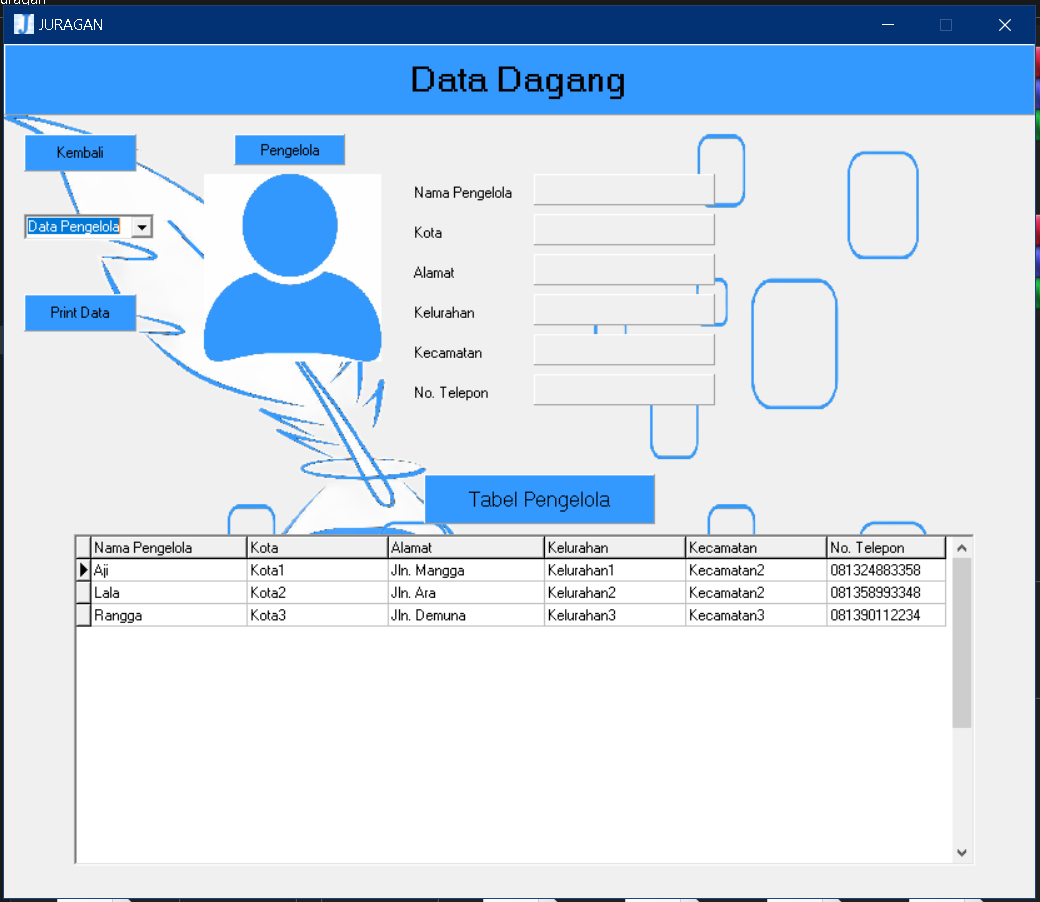 JURAGAN
Data Dagang
Kembali
Pengelola
Data Pengelola
Print Data
Nama Pengelola
Kota
Alamat
Kelurahan
Kecamatan
No. Telepon
Tabel Pengelola
Nama Pengelola Kota Alamat Kelurahan Kecamatan No. Telepon
Aji Kota1 Jln. Mangga Kelurahan1 Kecamatan2 081324883358
Lala Kota2 Jln. Ara Kelurahan2 Kecamatan2 081358993348
Rangga Kota3 Jln. Demuna Kelurahan3 Kecamatan3 081390112234